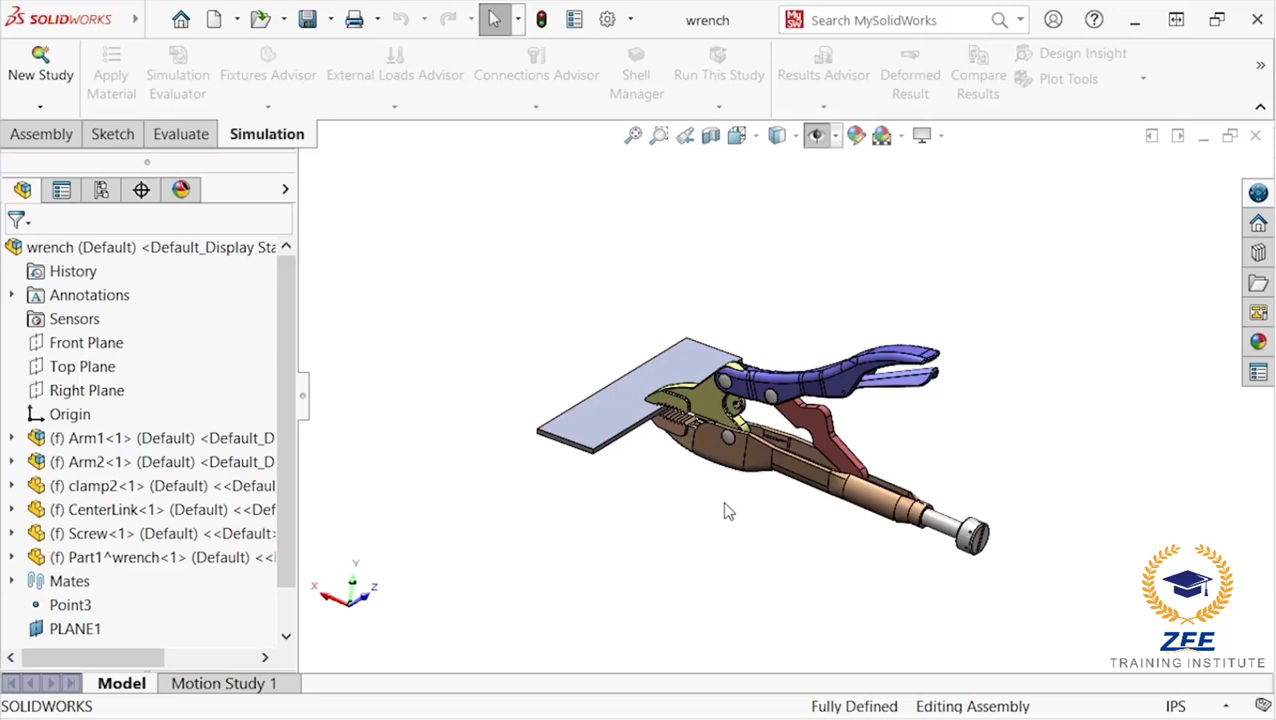 SOLIDWORKS
wrench
Search MySolidWorks
New Study
Apply Material
Simulation Evaluator
Fixtures Advisor
External Loads Advisor
Connections Advisor
Shell Manager
Run This Study
Results Advisor
Deformed Result
Compare Results
Design Insight
Plot Tools
Assembly
Sketch
Evaluate
Simulation
wrench (Default) <Default_Display Sta
History
Annotations
Sensors
Front Plane
Top Plane
Right Plane
Origin
(f) Arm1<1> (Default) <Default_D
(f) Arm2<1> (Default) <Default_D
(f) clamp2<1> (Default) <<Defaul
(f) CenterLink<1> (Default) <<Def
(f) Screw<1> (Default) <<Default>
(f) Part1^wrench<1> (Default) <<
Mates
Point3
PLANE1
X
Y
Z
ZEE
TRAINING INSTITUTE
Model
Motion Study 1
SOLIDWORKS
Fully Defined
Editing Assembly
IPS